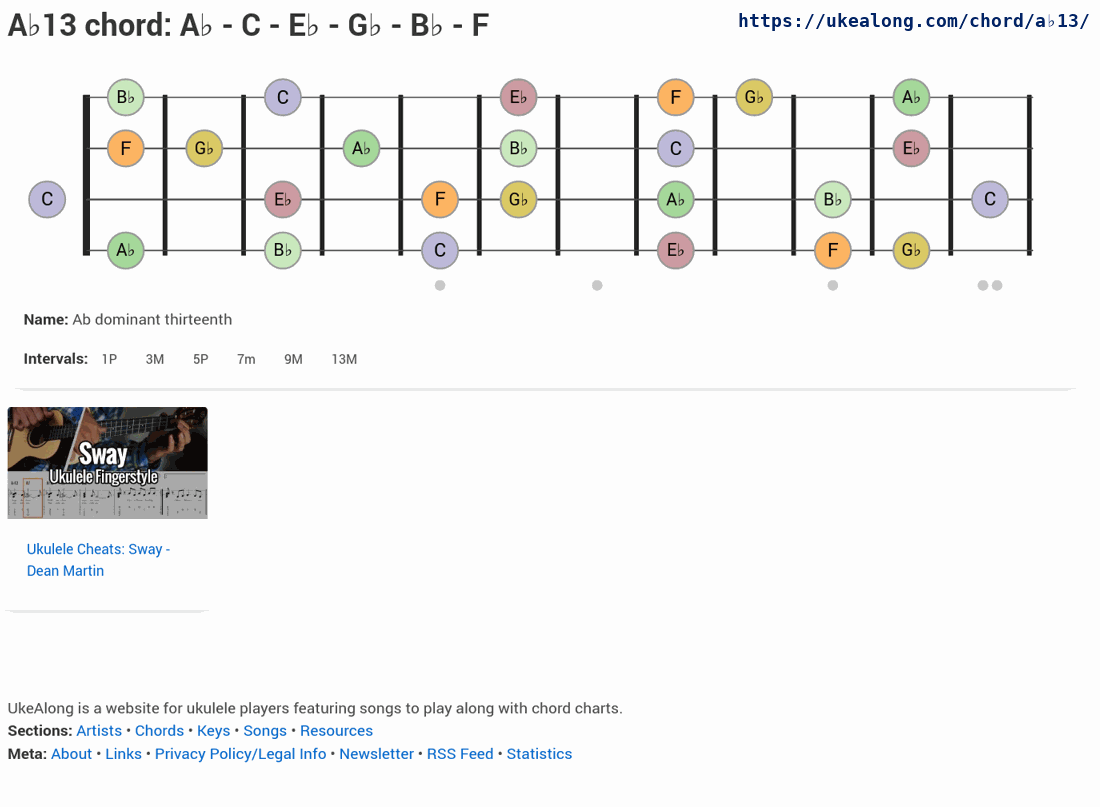 A♭13 chord: A♭ - C - E♭ - G♭ - B♭ - F
https://ukealong.com/chord/a♭13/
B♭ C E♭ F G♭ A♭
F G♭ A♭ B♭ C E♭
C E♭ F G♭ A♭ B♭ C
A♭ B♭ C E♭ F G♭
Name: Ab dominant thirteenth
Intervals: 1P 3M 5P 7m 9M 13M
Sway
Ukulele Fingerstyle
Ukulele Cheats: Sway -
Dean Martin
UkeAlong is a website for ukulele players featuring songs to play along with chord charts.
Sections: Artists • Chords • Keys • Songs • Resources
Meta: About • Links • Privacy Policy/Legal Info • Newsletter • RSS Feed • Statistics